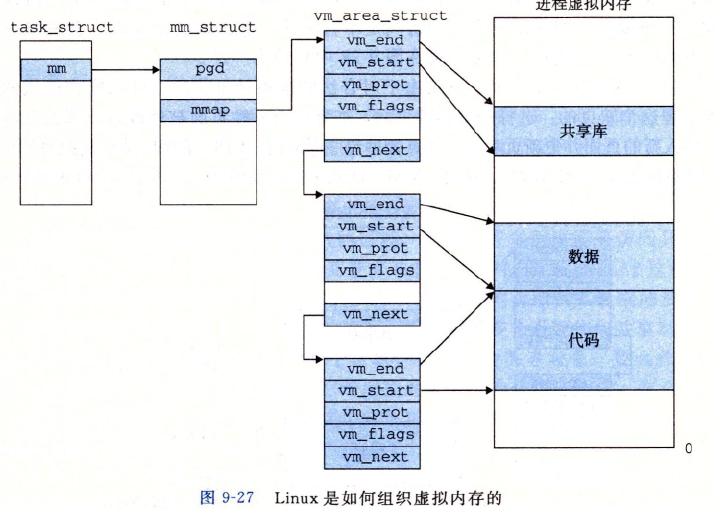 进程虚拟内存
vm_area_struct
task_struct
mm_struct
mm
pgd
mmap
vm_end
vm_start
vm_prot
vm_flags
vm_next
vm_end
vm_start
vm_prot
vm_flags
vm_next
vm_end
vm_start
vm_prot
vm_flags
vm_next
共享库
数据
代码
0
图 9-27 Linux 是如何组织虚拟内存的